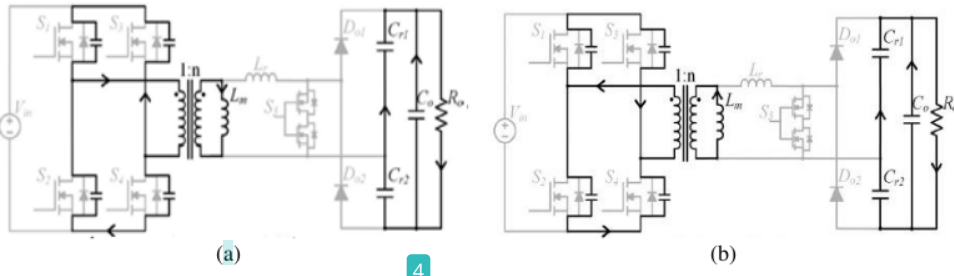 S1 S3 Do1 Cr1
1:n
Lr
Vin Lm S5 Co Ro
S2 S4 Do2 Cr2
(a)
S1 S3 Do1 Cr1
1:n
Lr
Vin Lm Co R
S2 S4 Do2 Cr2
(b)
4